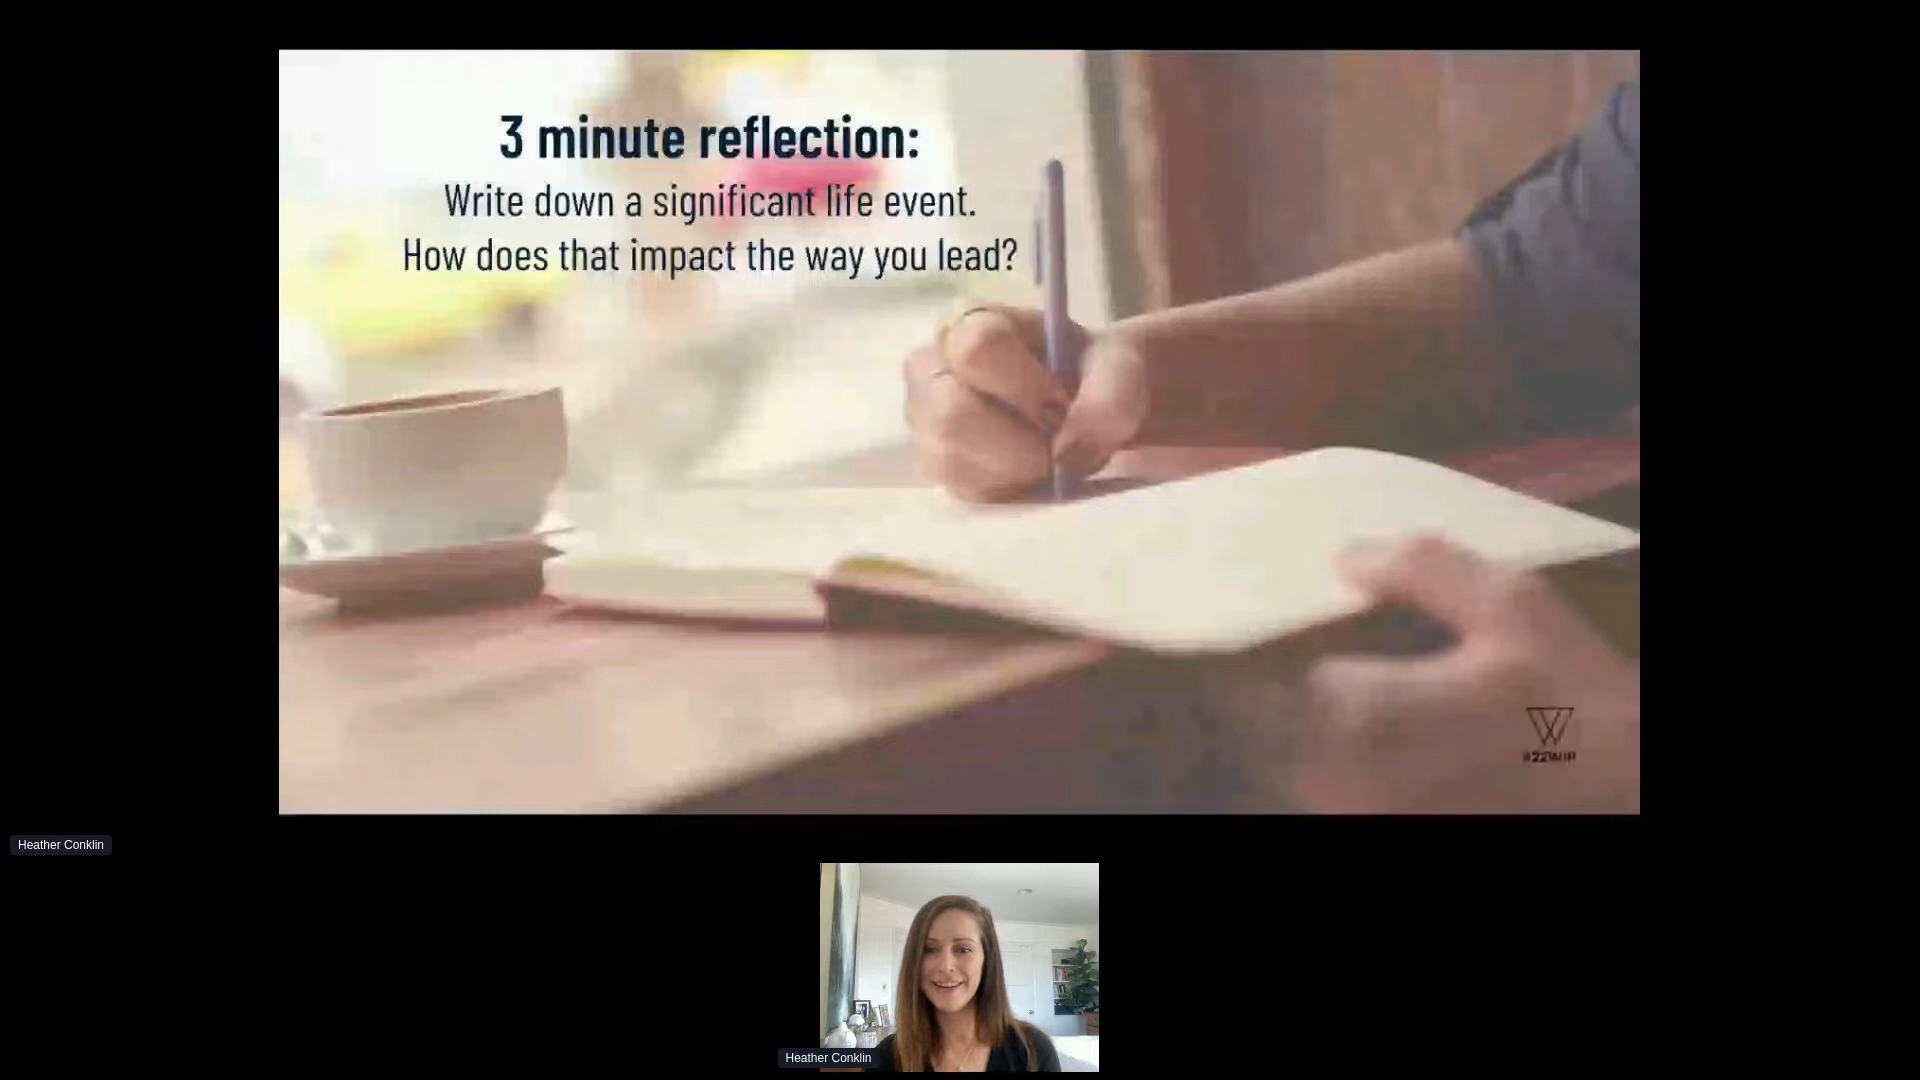 3 minute reflection:
Write down a significant life event.
How does that impact the way you lead?
Heather Conklin
Heather Conklin